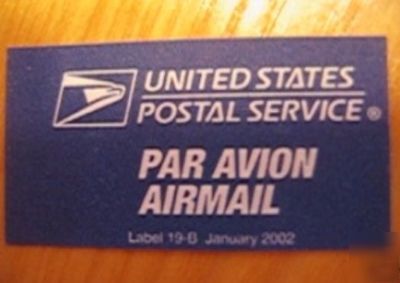 UNITED STATES
POSTAL SERVICE®
PAR AVION
AIRMAIL
Label 19-B January 2002